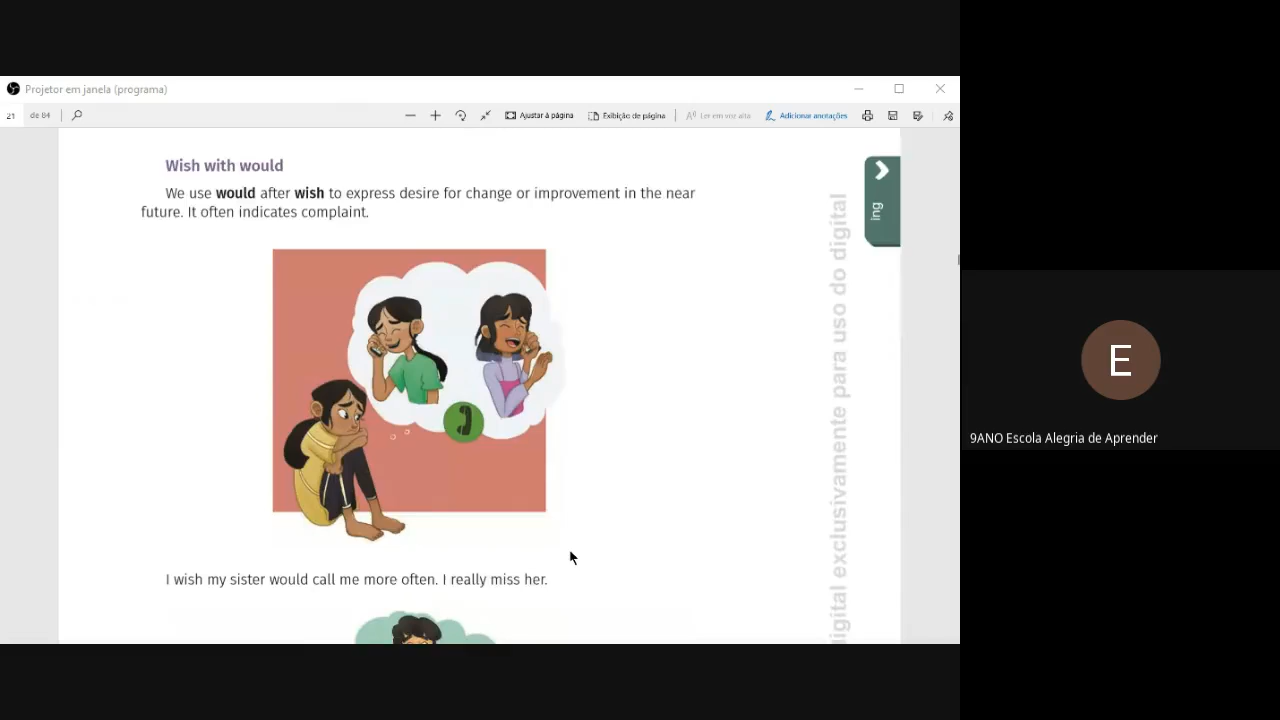 Projetor em janela (programa)
21 de 84
Ajustar à página
Exibição de página
Ler em voz alta
Adicionar anotações
Wish with would
We use would after wish to express desire for change or improvement in the near
future. It often indicates complaint.
ing
digital exclusivamente para uso do digital
I wish my sister would call me more often. I really miss her.
E
9ANO Escola Alegria de Aprender